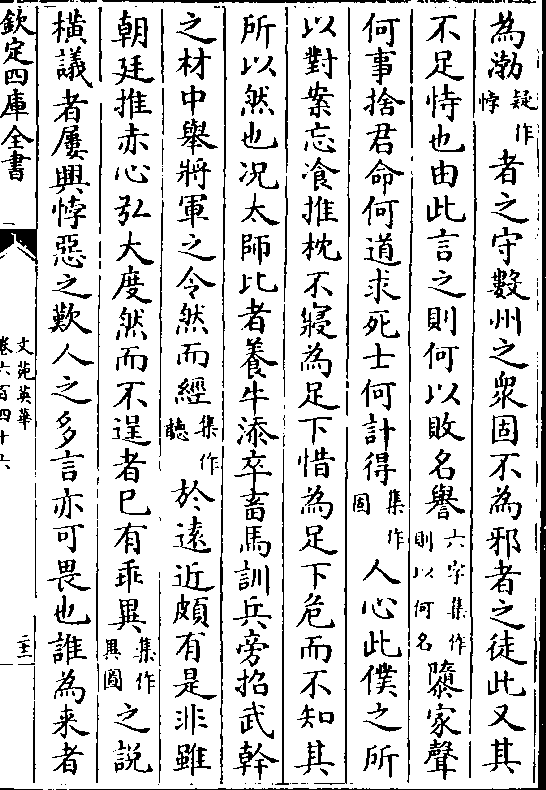 為渤疑作悖者之守數州之衆固不為邪者之徒此又其
不足恃也由此言之則何以敗名譽六字集作則以何名隳家聲
何事捨君命何道求死士何計得集作圖人心此僕之所
以對案忘飡推枕不寢為足下惜為足下危而不知其
所以然也况太師比者養牛添卒畜馬訓兵旁招武幹
之材中舉將軍之令然而經集作聽於遠近頗有是非雖
朝廷推赤心弘大度然而不逞者已有乖異集作異圖之說
橫議者屢興悖惡之歎人之多言亦可畏也誰為来者
欽定四庫全書
文苑英華
卷六百四十六